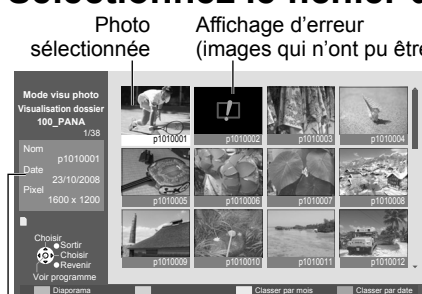 Sélectionnez le fichier
Photo sélectionnée
Affichage d'erreur
(images qui n'ont pu être
Mode visu photo
Visualisation dossier
100_PANA
1/38
Nom
p1010001
Date
23/10/2008
Pixel
1600 x 1200
Choisir
Sortir
Choisir
Revenir
Voir programme
p1010001
p1010002
p1010003
p1010004
p1010005
p1010006
p1010007
p1010008
p1010009
p1010010
p1010011
p1010012
Diaporama
Classer par mois
Classer par date